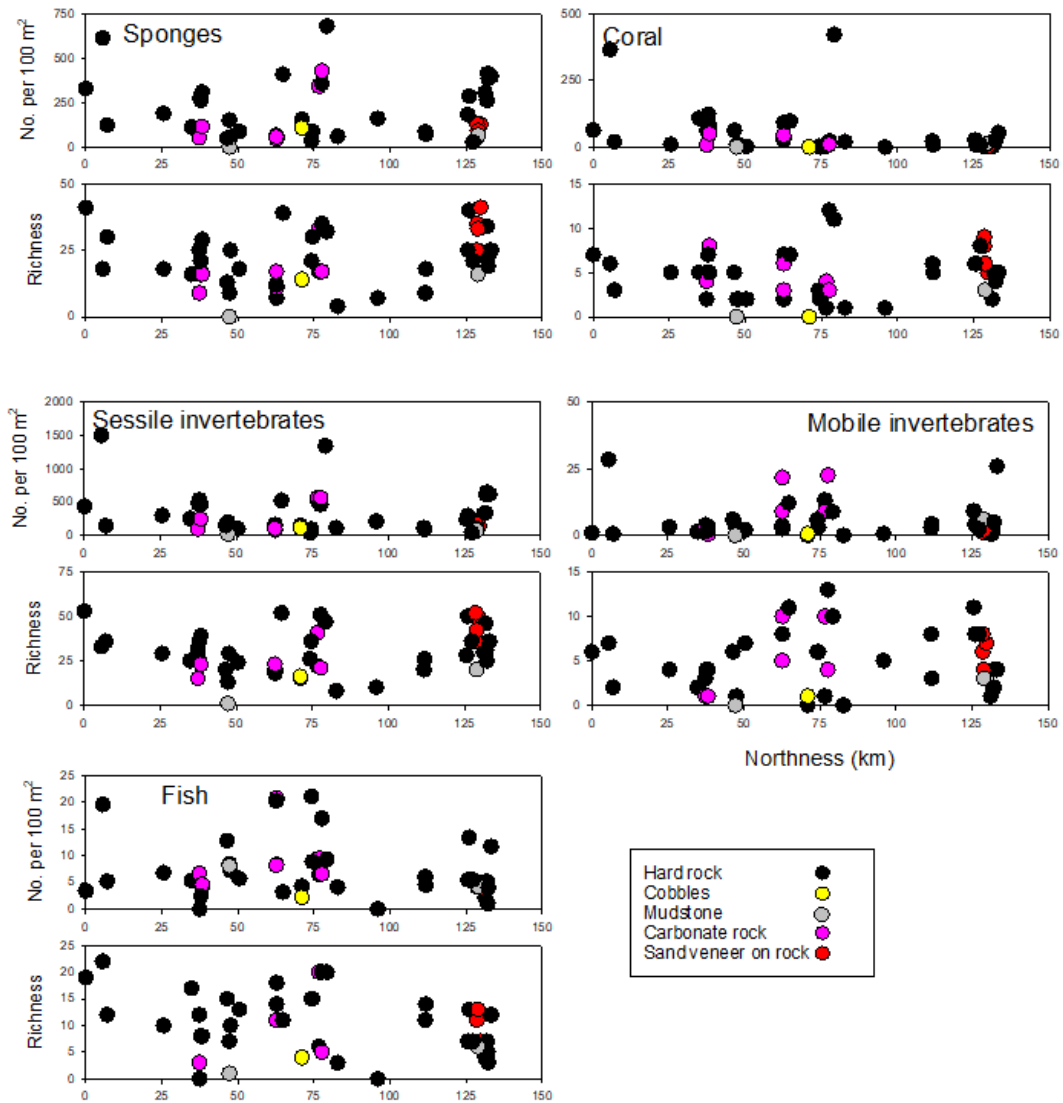 Sponges
No. per 100 m²
750
500
250
0
0 25 50 75 100 125 150
Coral
500
250
0
0 25 50 75 100 125 150
Richness
50
25
0
0 25 50 75 100 125 150
15
10
5
0
0 25 50 75 100 125 150
Sessile invertebrates
No. per 100 m²
2000
1500
1000
500
0
0 25 50 75 100 125 150
Mobile invertebrates
50
25
0
0 25 50 75 100 125 150
Richness
75
50
25
0
0 25 50 75 100 125 150
15
10
5
0
0 25 50 75 100 125 150
Northness (km)
Fish
No. per 100 m²
25
20
15
10
5
0
0 25 50 75 100 125 150
Richness
25
20
15
10
5
0
0 25 50 75 100 125 150
Hard rock
Cobbles
Mudstone
Carbonate rock
Sand veneer on rock